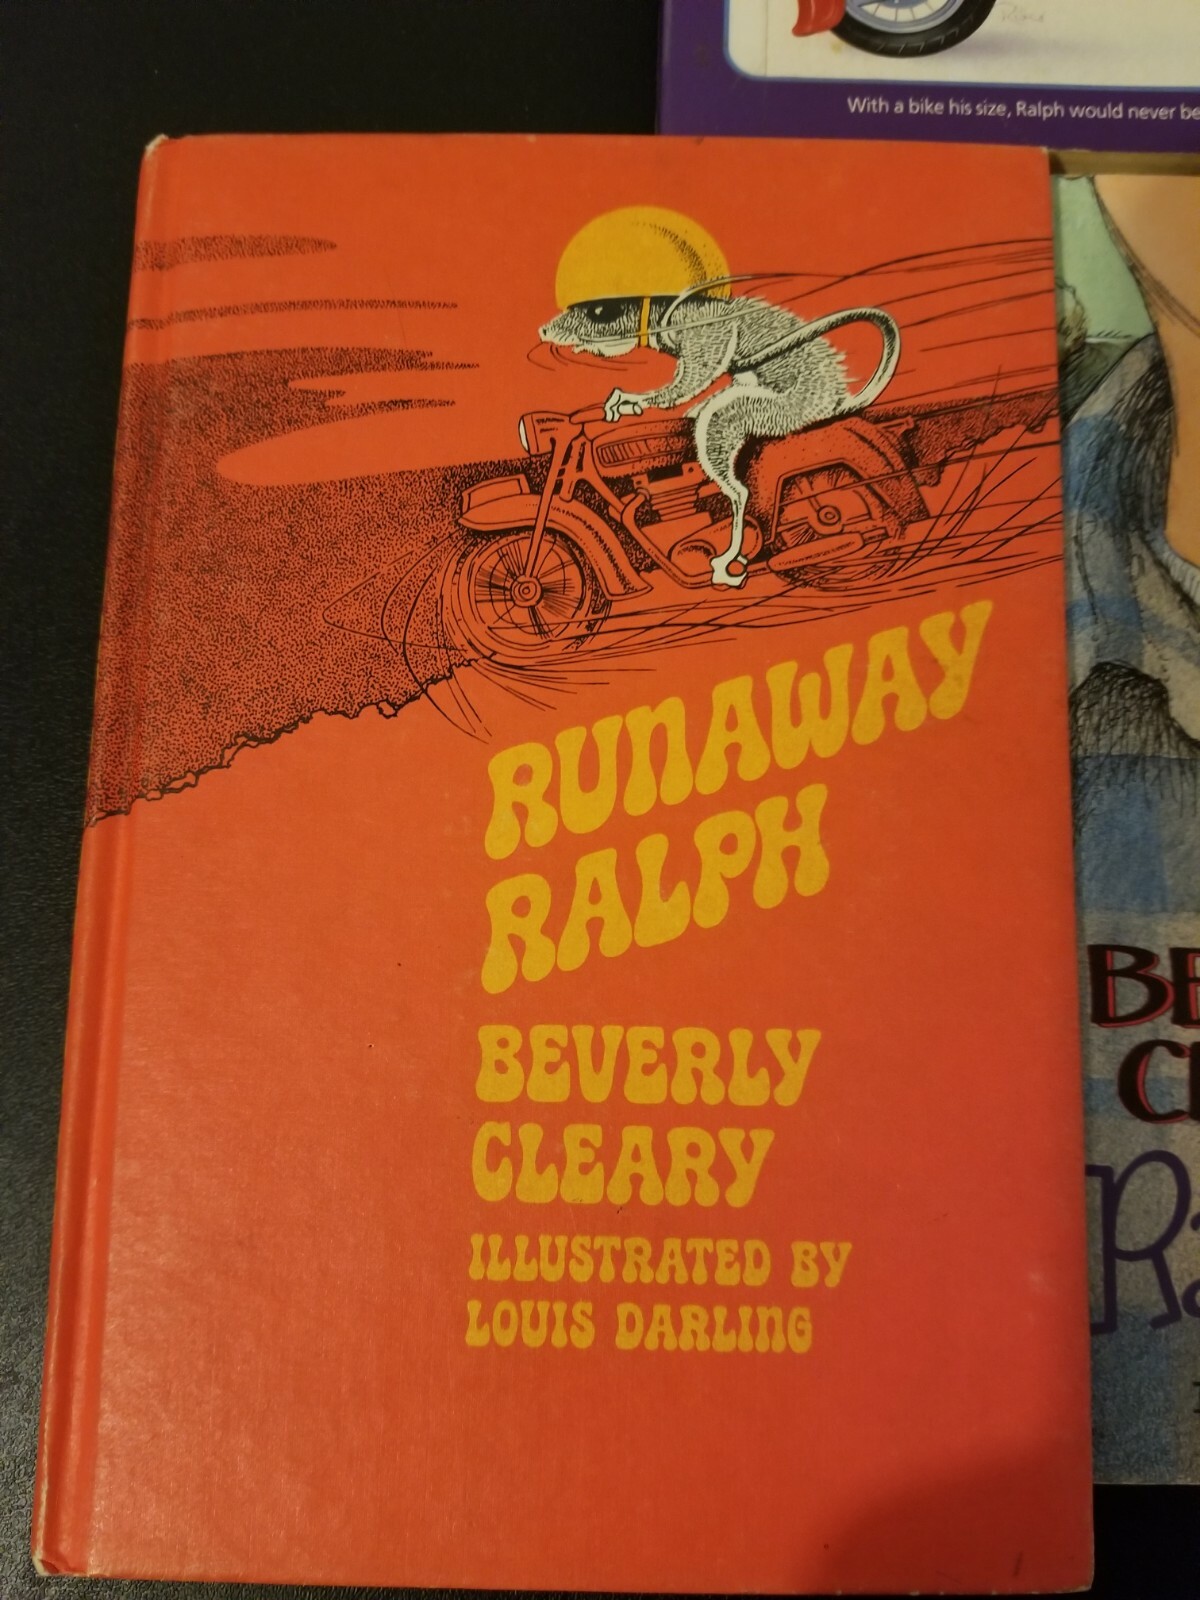 With a bike his size, Ralph would never be
RUNAWAY
RALPH
BEVERLY
CLEARY
ILLUSTRATED BY
LOUIS DARLING